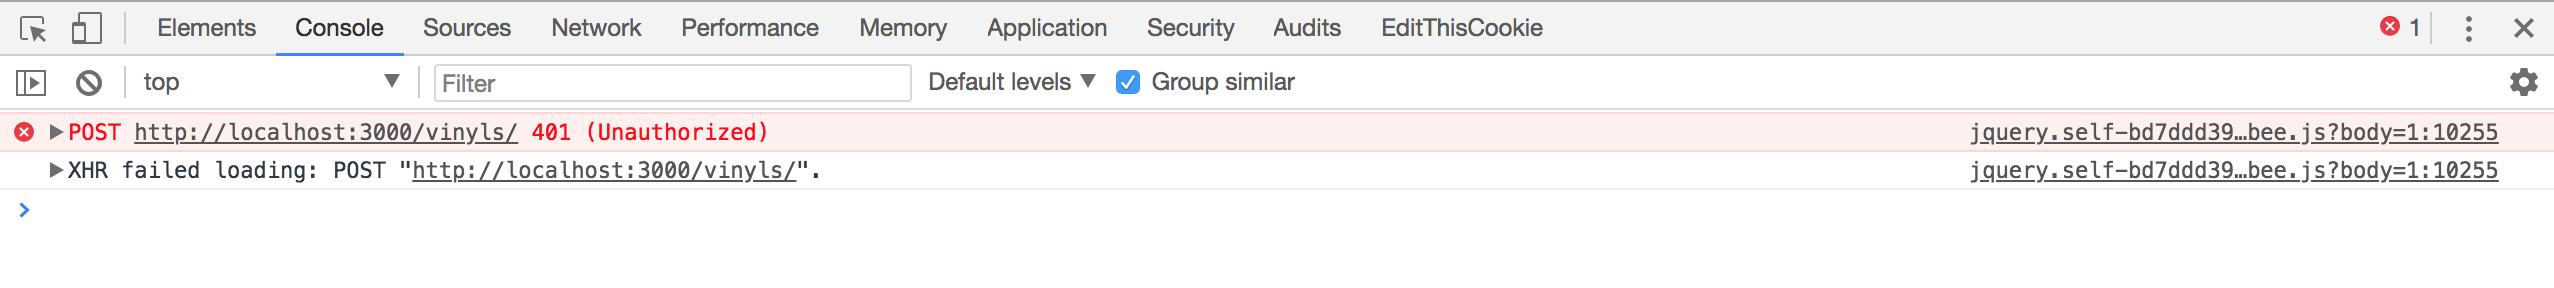 Elements Console Sources Network Performance Memory Application Security Audits EditThisCookie 1
top Filter Default levels Group similar
POST http://localhost:3000/vinyls/ 401 (Unauthorized) jquery.self-bd7ddd39…bee.js?body=1:10255
XHR failed loading: POST "http://localhost:3000/vinyls/". jquery.self-bd7ddd39…bee.js?body=1:10255